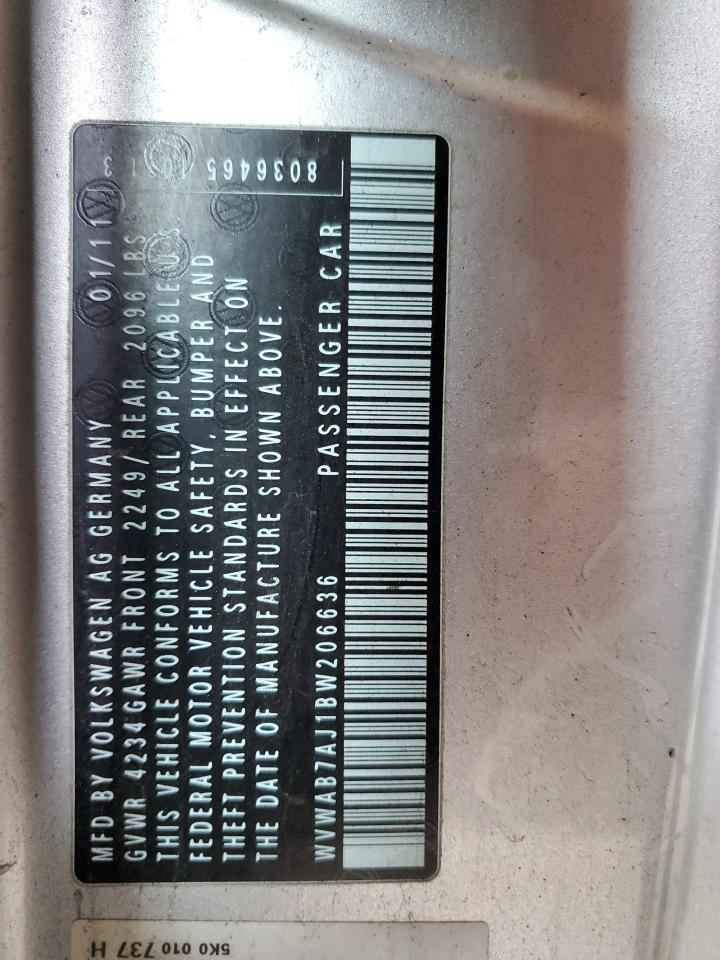 MFD BY VOLKSWAGEN AG GERMANY 01/11
GVWR 4234 GAWR FRONT 2249/ REAR 2096 LBS
THIS VEHICLE CONFORMS TO ALL APPLICABLE U.S.
FEDERAL MOTOR VEHICLE SAFETY, BUMPER AND
THEFT PREVENTION STANDARDS IN EFFECT ON
THE DATE OF MANUFACTURE SHOWN ABOVE.
WVWAB7AJ1BW206636 PASSENGER CAR
8036465
5K0 010 737 H